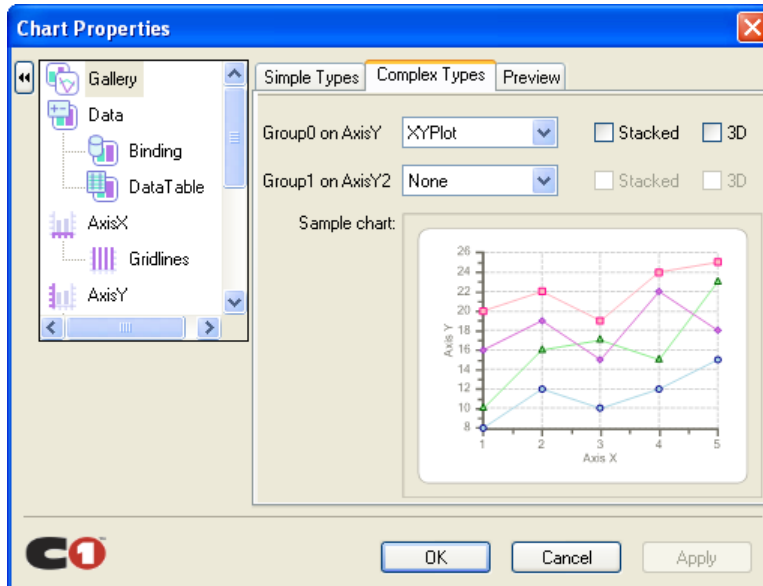 Chart Properties
Gallery
Data
Binding
DataTable
AxisX
Gridlines
AxisY
Simple Types
Complex Types
Preview
Group0 on AxisY
XYPlot
Stacked
3D
Group1 on AxisY2
None
Stacked
3D
Sample chart:
26
24
22
20
18
16
14
12
10
8
Axis Y
1 2 3 4 5
Axis X
C1
OK
Cancel
Apply